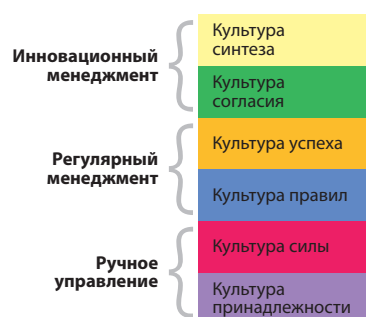 Инновационный
менеджмент
Культура
синтеза
Культура
согласия
Регулярный
менеджмент
Культура успеха
Культура правил
Ручное
управление
Культура силы
Культура
принадлежности